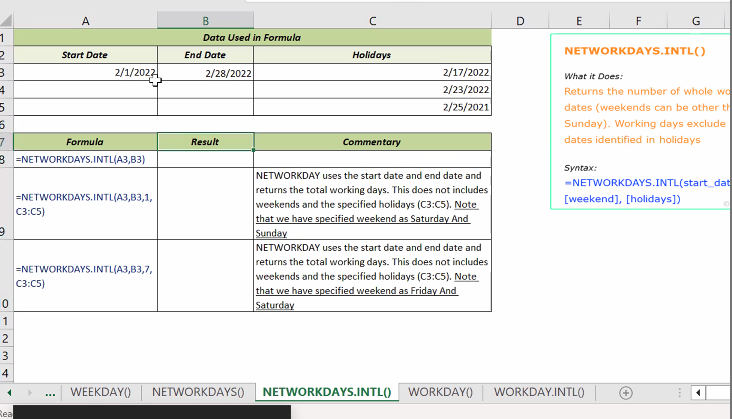 A B C D E F G
1 Data Used in Formula
2 Start Date End Date Holidays
3 2/1/2022 2/28/2022 2/17/2022
4 2/23/2022
5 2/25/2021
6
7 Formula Result Commentary
8 =NETWORKDAYS.INTL(A3,B3)
NETWORKDAY uses the start date and end date and
returns the total working days. This does not includes
=NETWORKDAYS.INTL(A3,B3,1, weekends and the specified holidays (C3:C5). Note
C3:C5) that we have specified weekend as Saturday And
9 Sunday
NETWORKDAY uses the start date and end date and
returns the total working days. This does not includes
=NETWORKDAYS.INTL(A3,B3,7, weekends and the specified holidays (C3:C5). Note
C3:C5) that we have specified weekend as Friday And
0 Saturday
1
2
3
4
NETWORKDAYS.INTL()
What it Does:
Returns the number of whole wo
dates (weekends can be other th
Sunday). Working days exclude
dates identified in holidays
Syntax:
=NETWORKDAYS.INTL(start_dat
[weekend], [holidays])
©
... WEEKDAY() NETWORKDAYS() NETWORKDAYS.INTL() WORKDAY() WORKDAY.INTL()
Rea